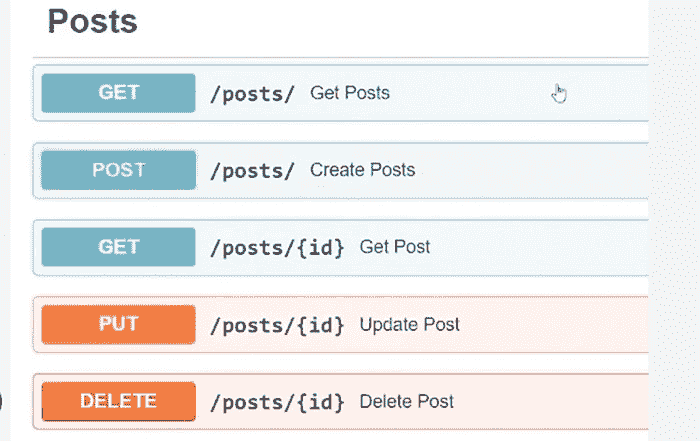 Posts
GET /posts/ Get Posts
POST /posts/ Create Posts
GET /posts/{id} Get Post
PUT /posts/{id} Update Post
DELETE /posts/{id} Delete Post